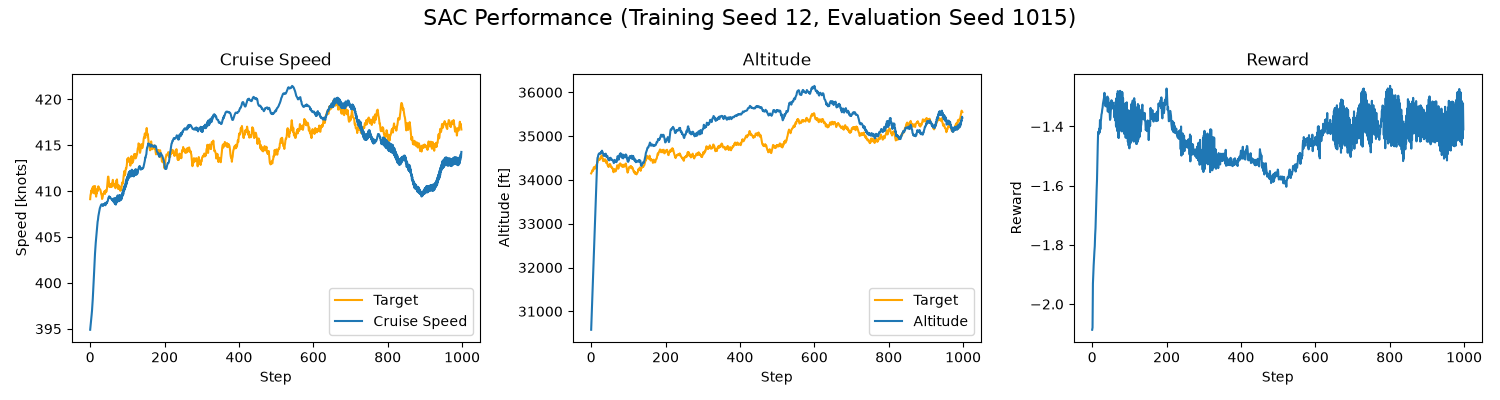 SAC Performance (Training Seed 12, Evaluation Seed 1015)
Cruise Speed
Speed [knots]
420
415
410
405
400
395
Target
Cruise Speed
0 200 400 600 800 1000
Step
Altitude
Altitude [ft]
36000
35000
34000
33000
32000
31000
Target
Altitude
0 200 400 600 800 1000
Step
Reward
Reward
−1.4
−1.6
−1.8
−2.0
0 200 400 600 800 1000
Step